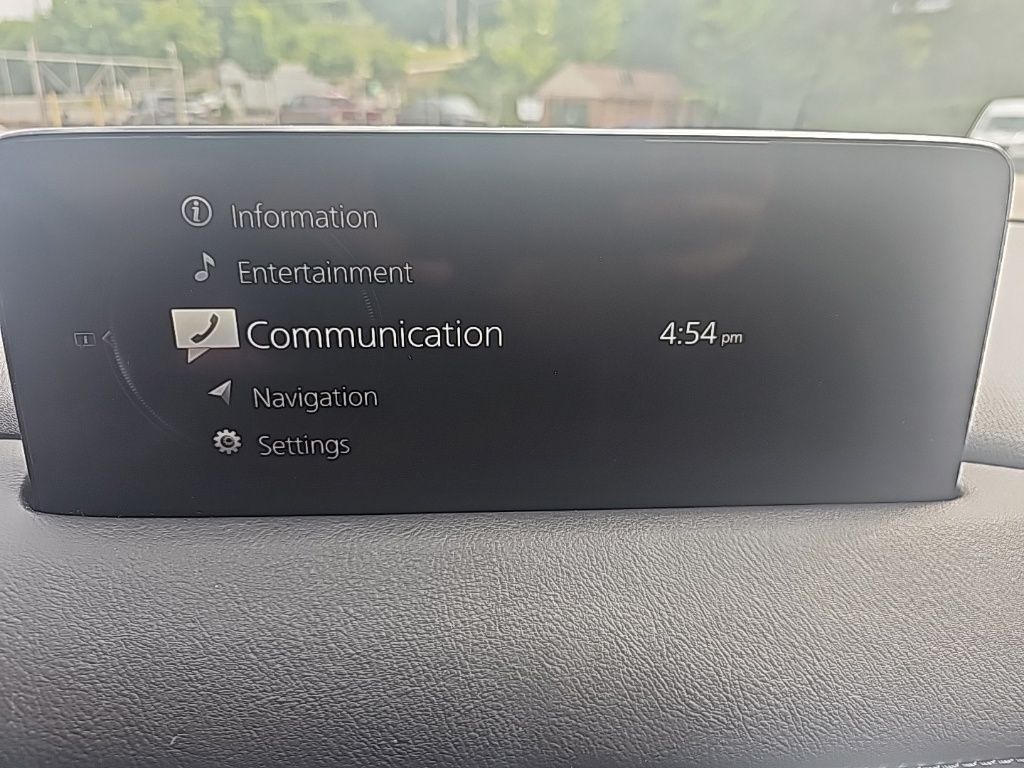 Information
Entertainment
Communication
4:54 pm
Navigation
Settings